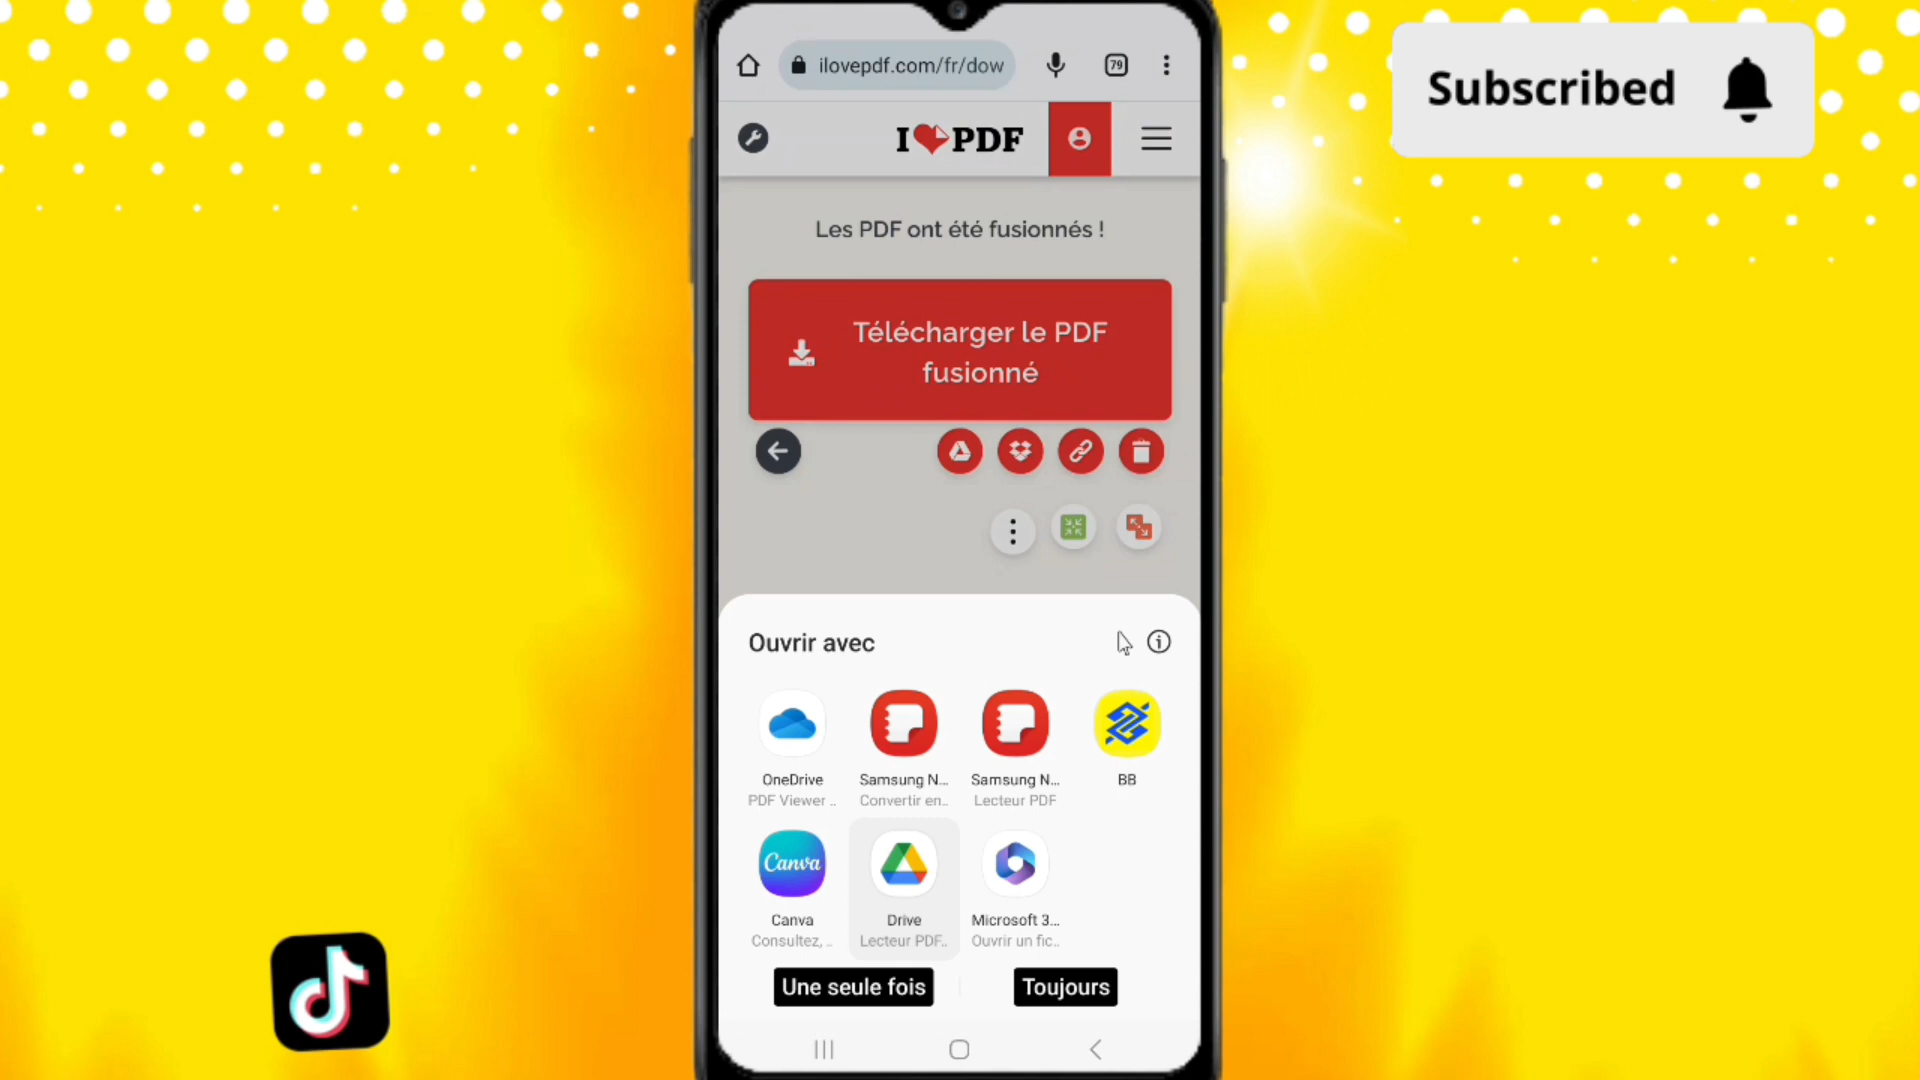 ilovepdf.com/fr/dow
79
I PDF
Les PDF ont été fusionnés !
Télécharger le PDF
fusionné
Subscribed
Ouvrir avec
OneDrive
PDF Viewer ..
Samsung N...
Convertir en..
Samsung N...
Lecteur PDF
BB
Canva
Canva
Consultez, ..
Drive
Lecteur PDF..
Microsoft 3...
Ouvrir un fic..
Une seule fois
Toujours